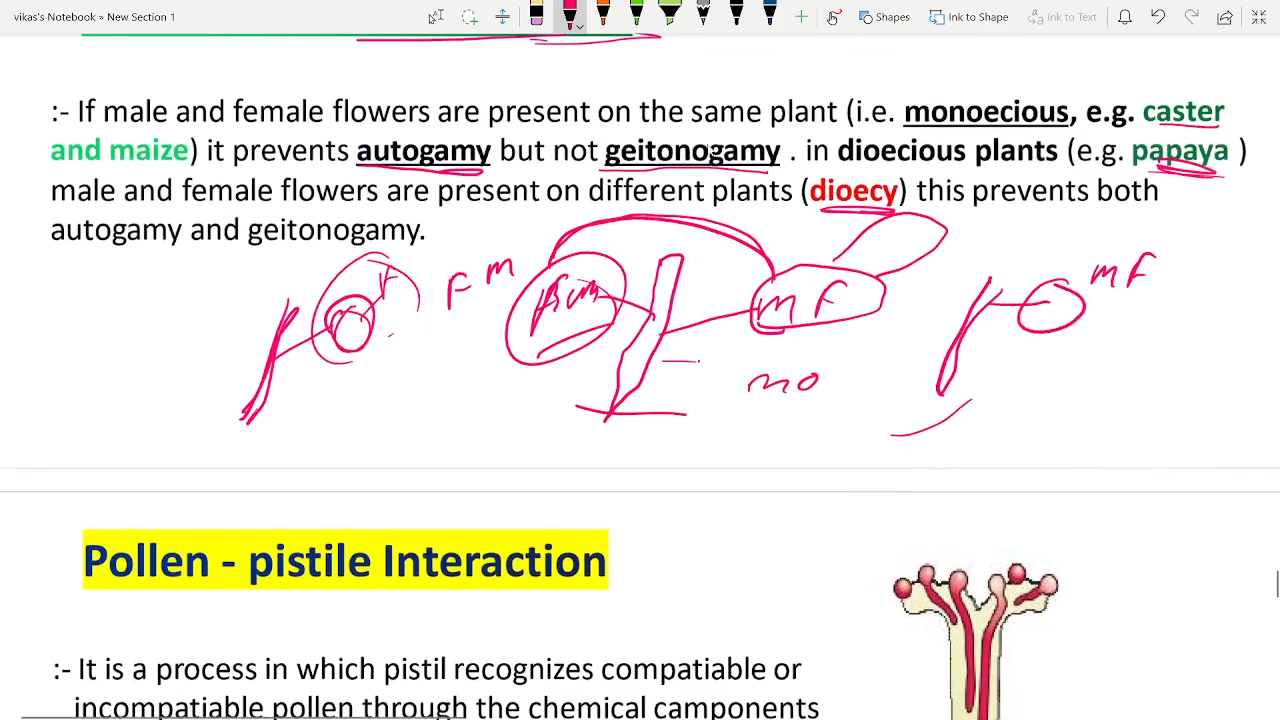 vikas's Notebook » New Section 1
Shapes
Ink to Shape
Ink to Text
:- If male and female flowers are present on the same plant (i.e. monoecious, e.g. caster
and maize) it prevents autogamy but not geitonogamy . in dioecious plants (e.g. papaya )
male and female flowers are present on different plants (dioecy) this prevents both
autogamy and geitonogamy.
F m
m F
m F
mo
Pollen - pistile Interaction
:- It is a process in which pistil recognizes compatiable or
incompatiable pollen through the chemical camponents